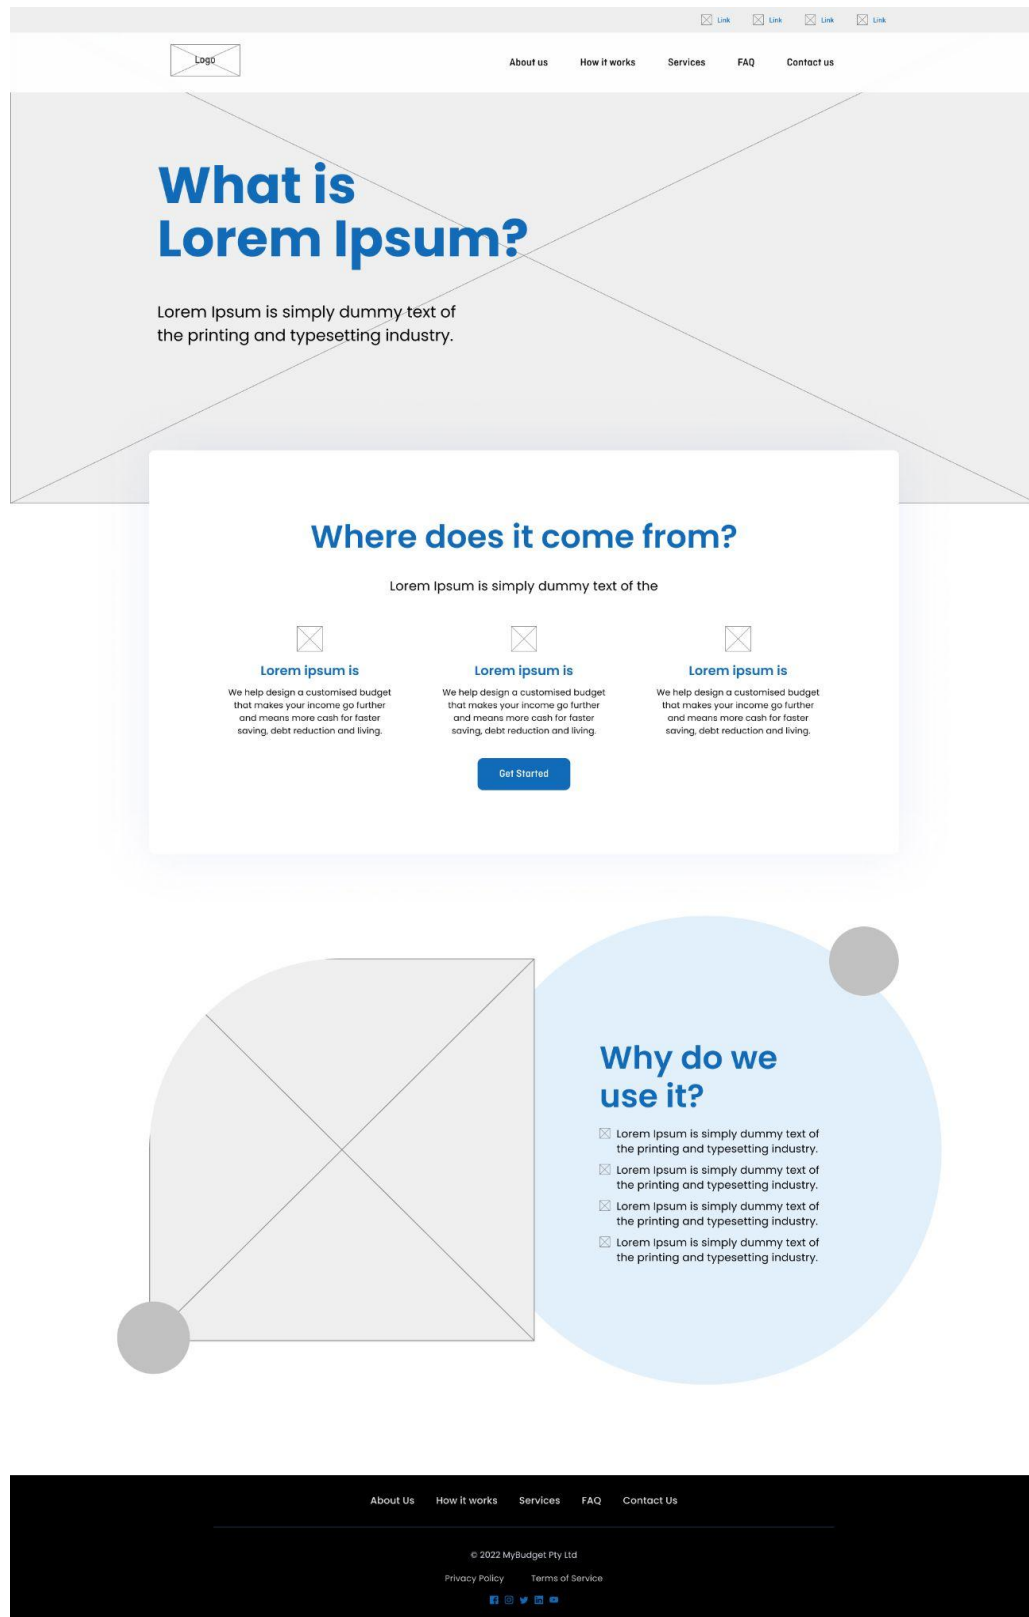 Link Link Link Link
Logo
About us How it works Services FAQ Contact us
What is
Lorem Ipsum?
Lorem Ipsum is simply dummy text of
the printing and typesetting industry.
Where does it come from?
Lorem Ipsum is simply dummy text of the
Lorem ipsum is
We help design a customised budget
that makes your income go further
and means more cash for faster
saving, debt reduction and living.
Lorem ipsum is
We help design a customised budget
that makes your income go further
and means more cash for faster
saving, debt reduction and living.
Lorem ipsum is
We help design a customised budget
that makes your income go further
and means more cash for faster
saving, debt reduction and living.
Get Started
Why do we
use it?
Lorem Ipsum is simply dummy text of
the printing and typesetting industry.
Lorem Ipsum is simply dummy text of
the printing and typesetting industry.
Lorem Ipsum is simply dummy text of
the printing and typesetting industry.
Lorem Ipsum is simply dummy text of
the printing and typesetting industry.
About Us How it works Services FAQ Contact Us
© 2022 MyBudget Pty Ltd
Privacy Policy Terms of Service